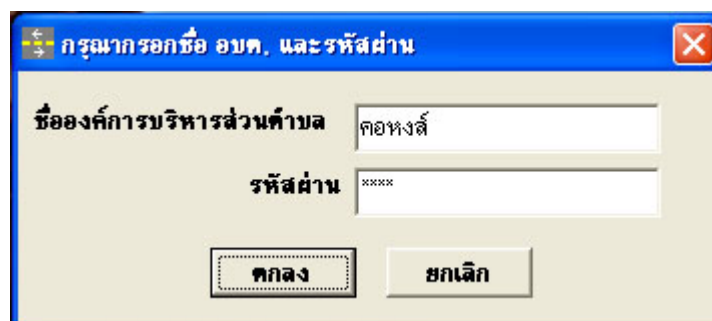 กรุณากรอกชื่อ อบต. และรหัสผ่าน
ชื่อองค์การบริหารส่วนตำบล คอหงส์
รหัสผ่าน ****
ตกลง ยกเลิก